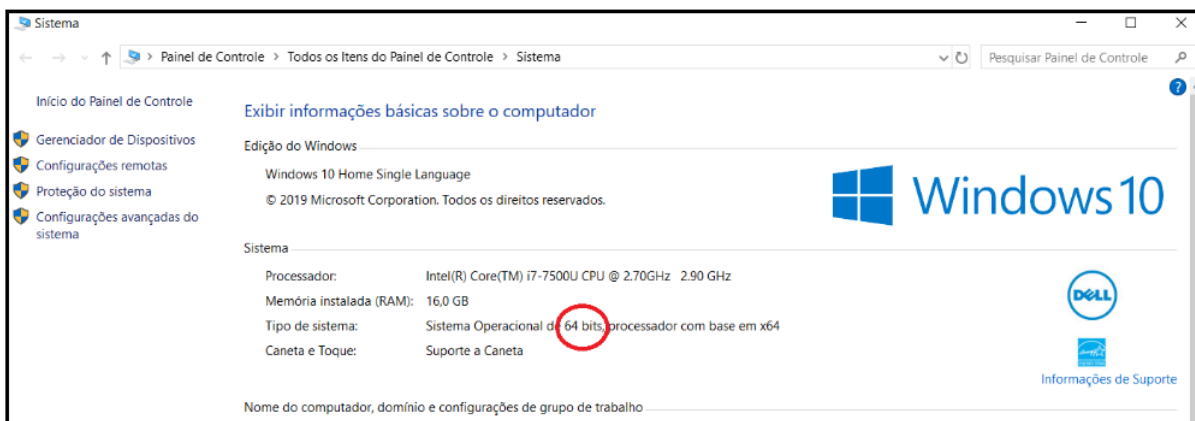 Sistema
Painel de Controle > Todos os Itens do Painel de Controle > Sistema
Pesquisar Painel de Controle
?
Início do Painel de Controle
Gerenciador de Dispositivos
Configurações remotas
Proteção do sistema
Configurações avançadas do
sistema
Exibir informações básicas sobre o computador
Edição do Windows
Windows 10 Home Single Language
© 2019 Microsoft Corporation. Todos os direitos reservados.
Windows 10
Sistema
Processador: Intel(R) Core(TM) i7-7500U CPU @ 2.70GHz 2.90 GHz
Memória instalada (RAM): 16,0 GB
Tipo de sistema: Sistema Operacional de 64 bits, processador com base em x64
Caneta e Toque: Suporte a Caneta
DELL
Informações de Suporte
Nome do computador, domínio e configurações de grupo de trabalho